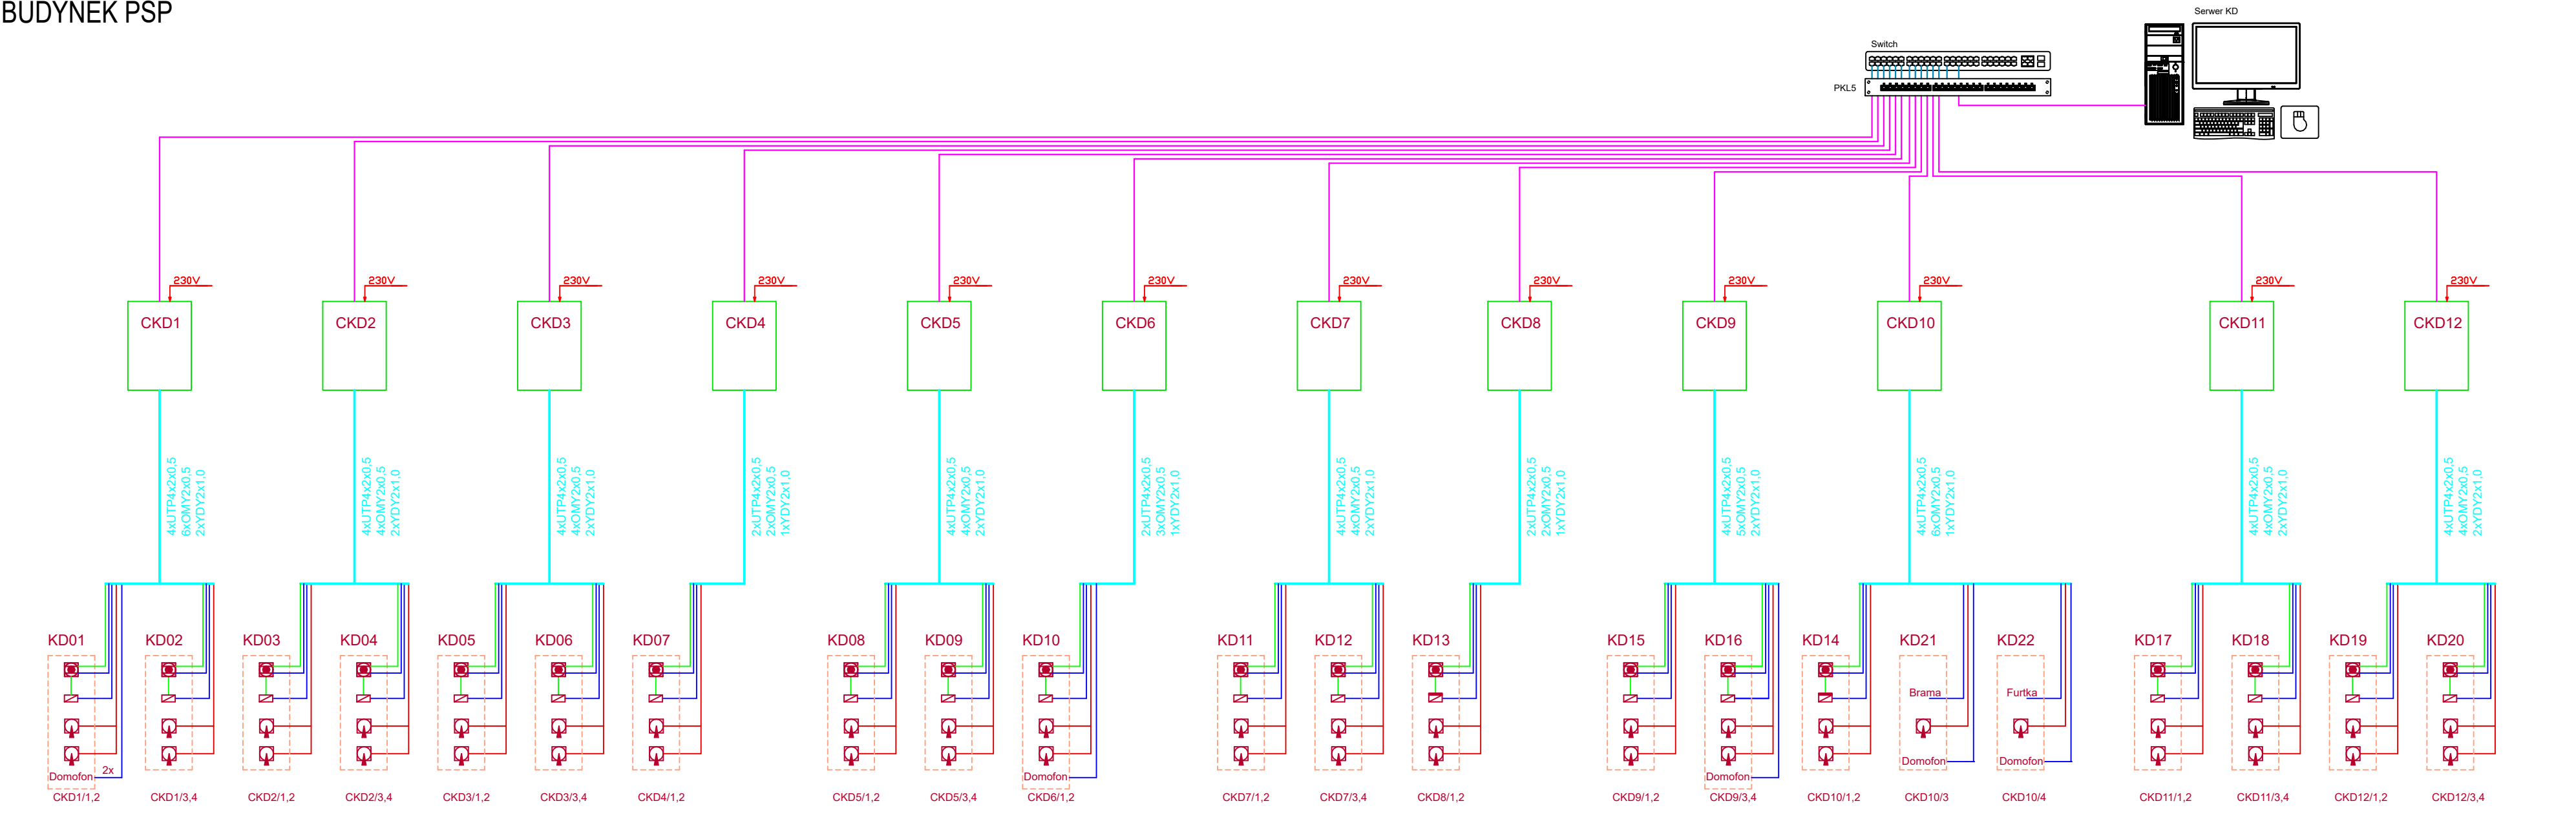 BUDYNEK PSP
Serwer KD
Switch
PKL5
230V 230V 230V 230V 230V 230V 230V 230V 230V 230V 230V 230V
CKD1 CKD2 CKD3 CKD4 CKD5 CKD6 CKD7 CKD8 CKD9 CKD10 CKD11 CKD12
4xUTP4x2x0,5
6xOMY2x0,5
2xYDY2x1,0
4xUTP4x2x0,5
4xOMY2x0,5
2xYDY2x1,0
4xUTP4x2x0,5
4xOMY2x0,5
2xYDY2x1,0
2xUTP4x2x0,5
2xOMY2x0,5
1xYDY2x1,0
4xUTP4x2x0,5
4xOMY2x0,5
2xYDY2x1,0
2xUTP4x2x0,5
3xOMY2x0,5
1xYDY2x1,0
4xUTP4x2x0,5
4xOMY2x0,5
2xYDY2x1,0
2xUTP4x2x0,5
2xOMY2x0,5
1xYDY2x1,0
4xUTP4x2x0,5
5xOMY2x0,5
2xYDY2x1,0
4xUTP4x2x0,5
6xOMY2x0,5
1xYDY2x1,0
4xUTP4x2x0,5
4xOMY2x0,5
2xYDY2x1,0
4xUTP4x2x0,5
4xOMY2x0,5
2xYDY2x1,0
KD01 KD02 KD03 KD04 KD05 KD06 KD07 KD08 KD09 KD10 KD11 KD12 KD13 KD15 KD16 KD14 KD21 KD22 KD17 KD18 KD19 KD20
Brama Furtka
Domofon 2x Domofon Domofon Domofon Domofon
CKD1/1,2 CKD1/3,4 CKD2/1,2 CKD2/3,4 CKD3/1,2 CKD3/3,4 CKD4/1,2 CKD5/1,2 CKD5/3,4 CKD6/1,2 CKD7/1,2 CKD7/3,4 CKD8/1,2 CKD9/1,2 CKD9/3,4 CKD10/1,2 CKD10/3 CKD10/4 CKD11/1,2 CKD11/3,4 CKD12/1,2 CKD12/3,4